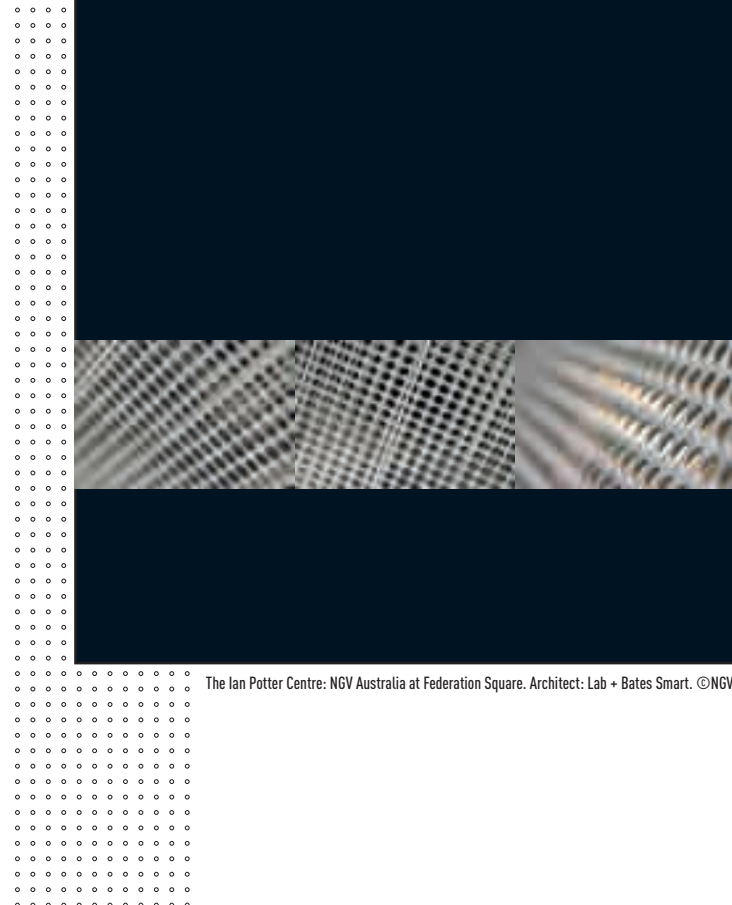 The Ian Potter Centre: NGV Australia at Federation Square. Architect: Lab + Bates Smart. ©NGV